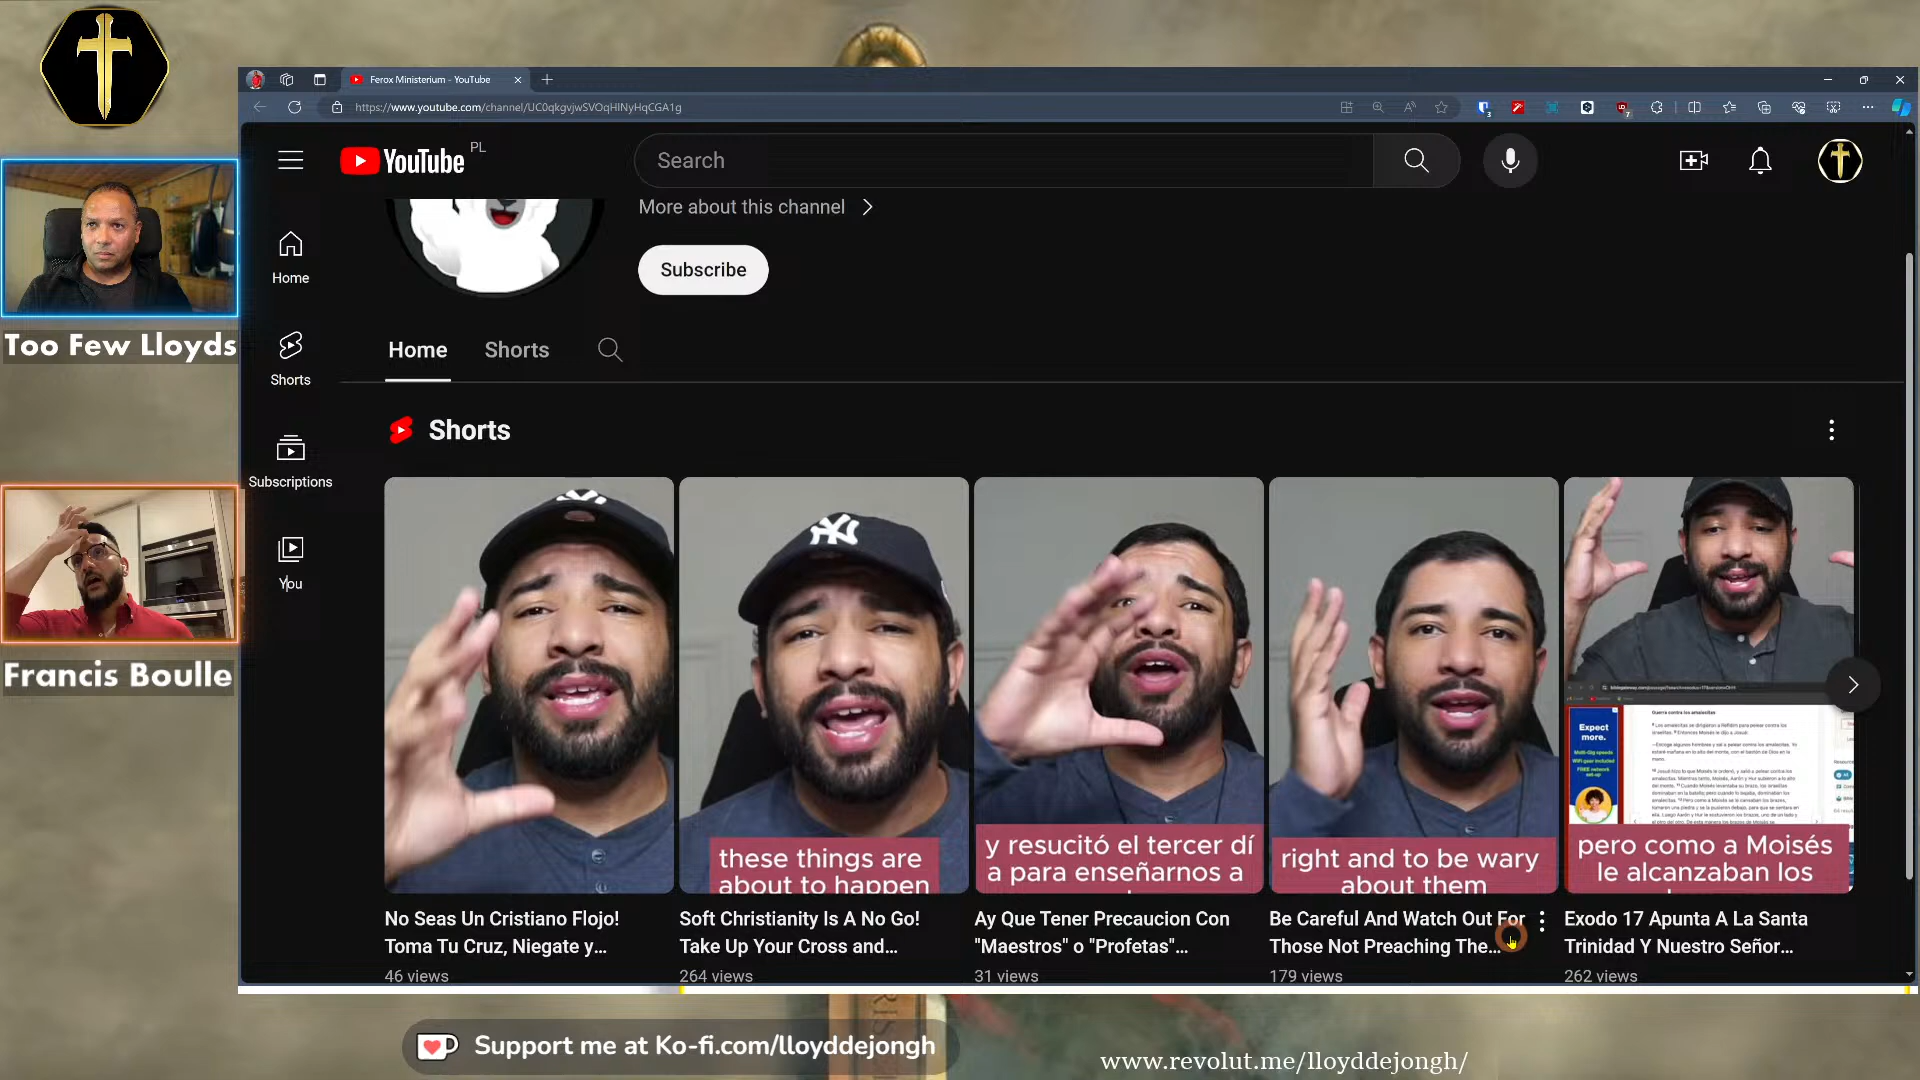 Ferox Ministerium - YouTube
https://www.youtube.com/channel/UC0qkgvjwSVOqHlNyHqCGA1g
YouTube PL
Search
More about this channel
Subscribe
Home
Shorts
Subscriptions
You
Home Shorts
Shorts
Too Few Lloyds
Francis Boulle
these things are
about to happen
y resucitó el tercer dí
a para enseñarnos a
right and to be wary
about them
Expect
more.
pero como a Moisés
le alcanzaban los
No Seas Un Cristiano Flojo!
Toma Tu Cruz, Niegate y...
46 views
Soft Christianity Is A No Go!
Take Up Your Cross and...
264 views
Ay Que Tener Precaucion Con
"Maestros" o "Profetas"...
31 views
Be Careful And Watch Out For
Those Not Preaching The...
179 views
Exodo 17 Apunta A La Santa
Trinidad Y Nuestro Señor...
262 views
Support me at Ko-fi.com/lloyddejongh
www.revolut.me/lloyddejongh/